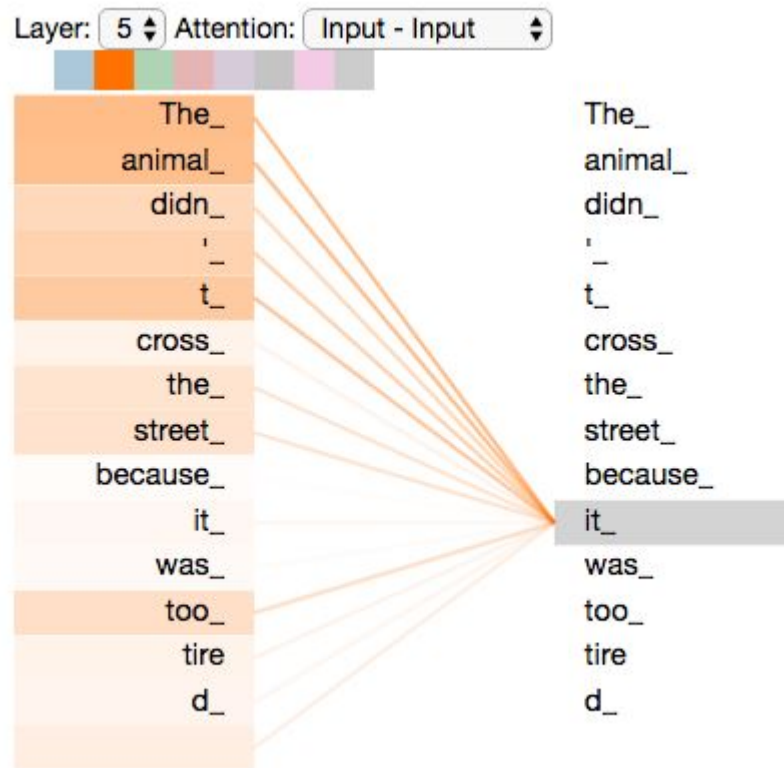 Layer: 5 Attention: Input - Input
The_ The_
animal_ animal_
didn_ didn_
'_ '_
t_ t_
cross_ cross_
the_ the_
street_ street_
because_ because_
it_ it_
was_ was_
too_ too_
tire tire
d_ d_